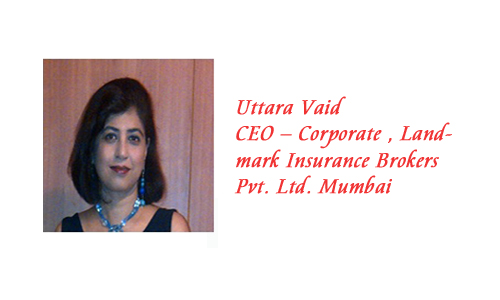 Uttara Vaid
CEO – Corporate , Land-
mark Insurance Brokers
Pvt. Ltd. Mumbai